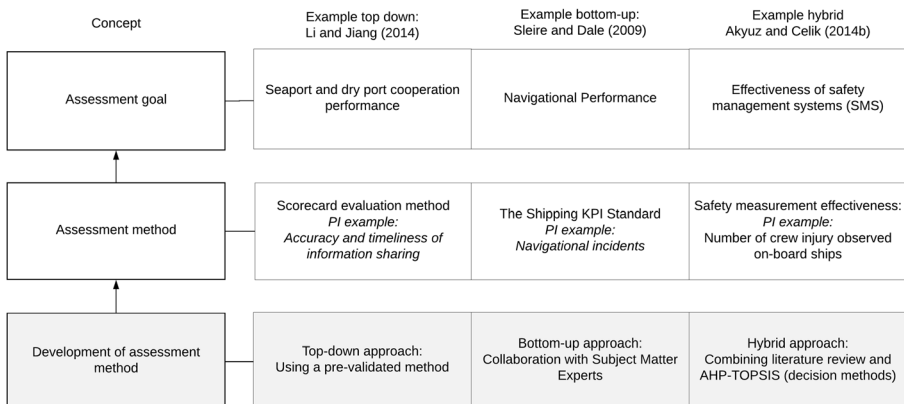 Concept
Example top down:
Li and Jiang (2014)
Example bottom-up:
Sleire and Dale (2009)
Example hybrid
Akyuz and Celik (2014b)
Assessment goal
Seaport and dry port cooperation
performance
Navigational Performance
Effectiveness of safety
management systems (SMS)
Assessment method
Scorecard evaluation method
PI example:
Accuracy and timeliness of
information sharing
The Shipping KPI Standard
PI example:
Navigational incidents
Safety measurement effectiveness:
PI example:
Number of crew injury observed
on-board ships
Development of assessment
method
Top-down approach:
Using a pre-validated method
Bottom-up approach:
Collaboration with Subject Matter
Experts
Hybrid approach:
Combining literature review and
AHP-TOPSIS (decision methods)